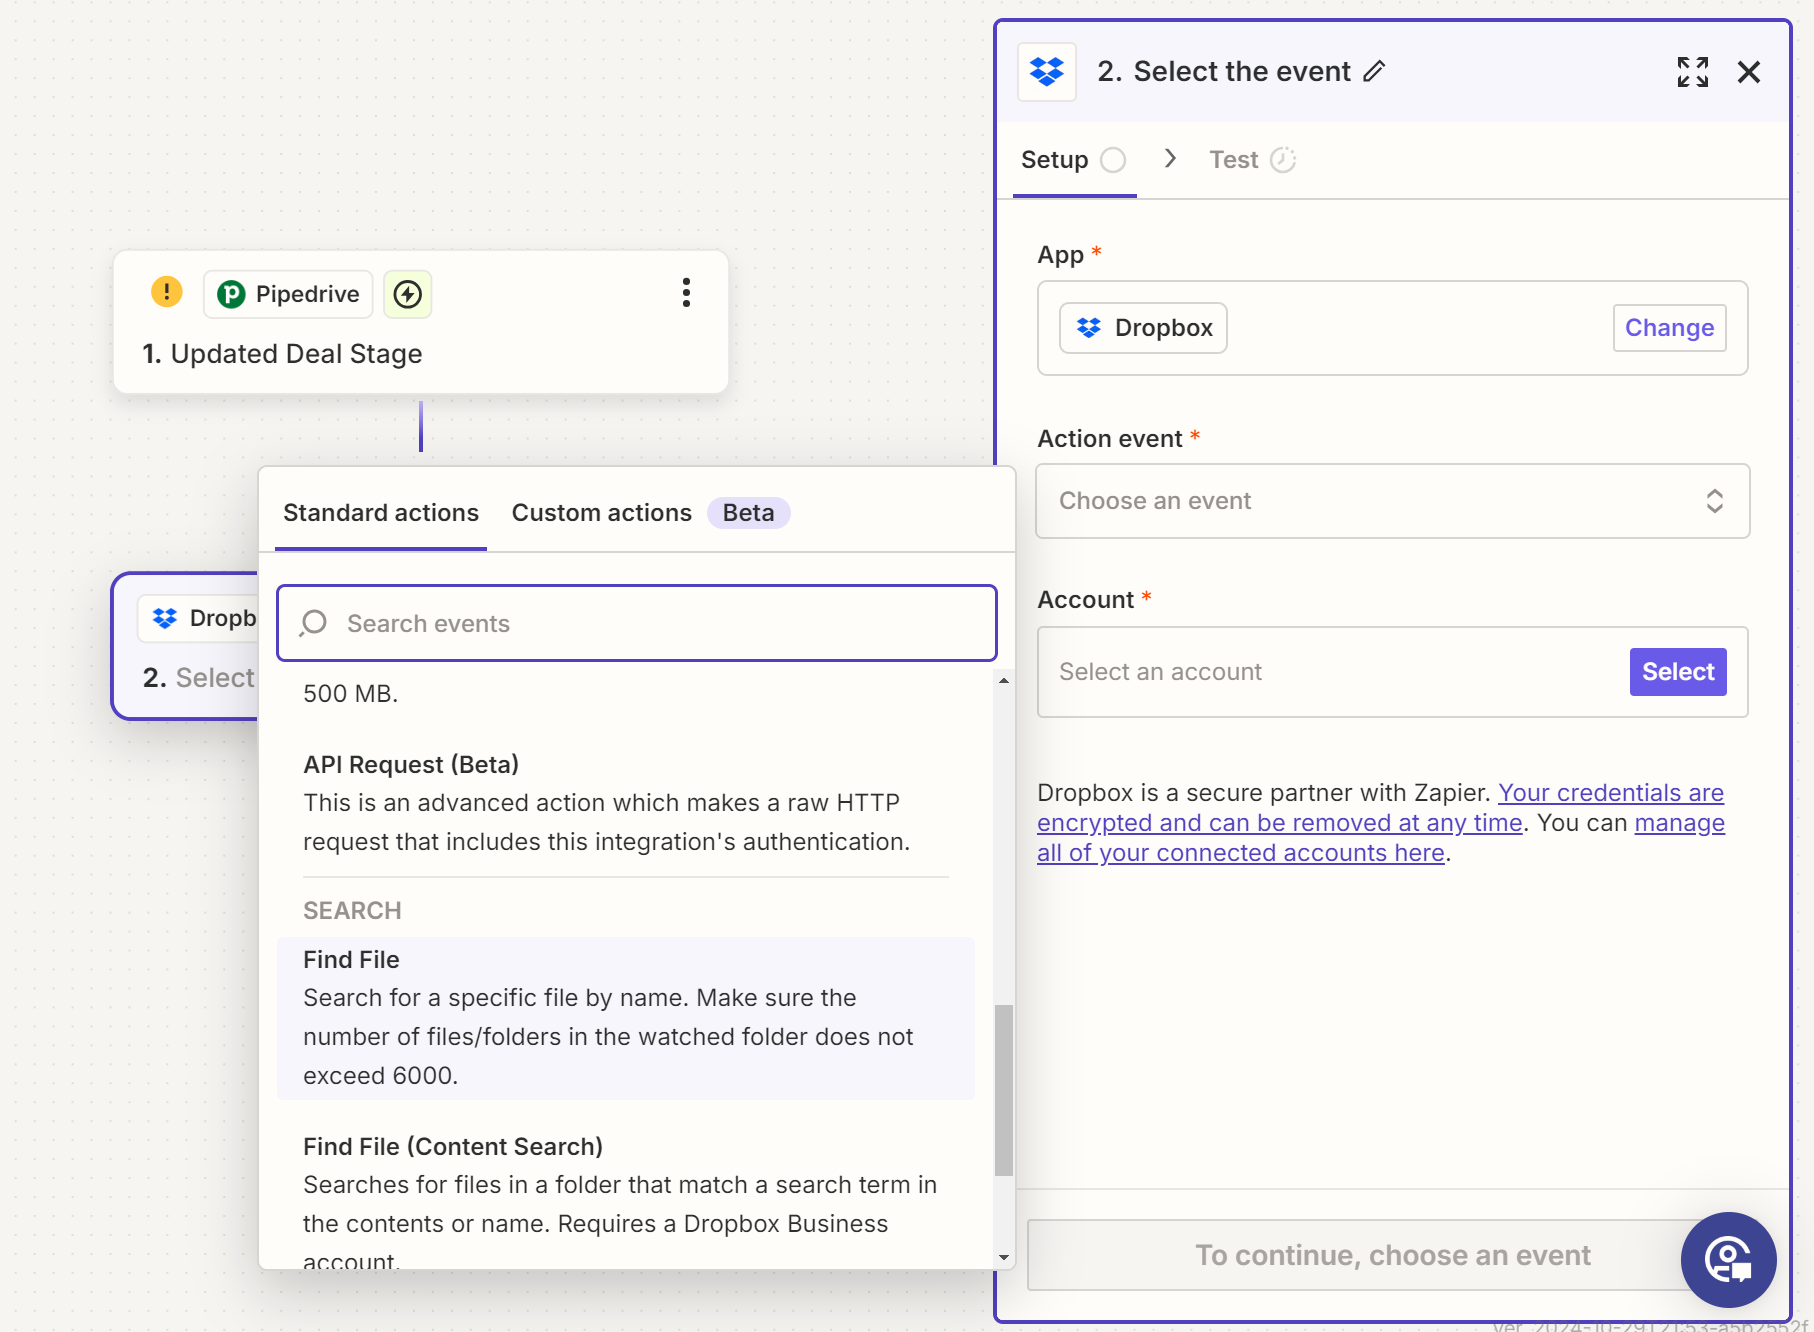 2. Select the event
Setup
Test
App *
Dropbox
Change
Action event *
Choose an event
Account *
Select an account
Select
Dropbox is a secure partner with Zapier. Your credentials are
encrypted and can be removed at any time. You can manage
all of your connected accounts here.
To continue, choose an event
Pipedrive
1. Updated Deal Stage
Dropb
2. Select
Standard actions
Custom actions
Beta
Search events
500 MB.
API Request (Beta)
This is an advanced action which makes a raw HTTP
request that includes this integration's authentication.
SEARCH
Find File
Search for a specific file by name. Make sure the
number of files/folders in the watched folder does not
exceed 6000.
Find File (Content Search)
Searches for files in a folder that match a search term in
the contents or name. Requires a Dropbox Business
account.